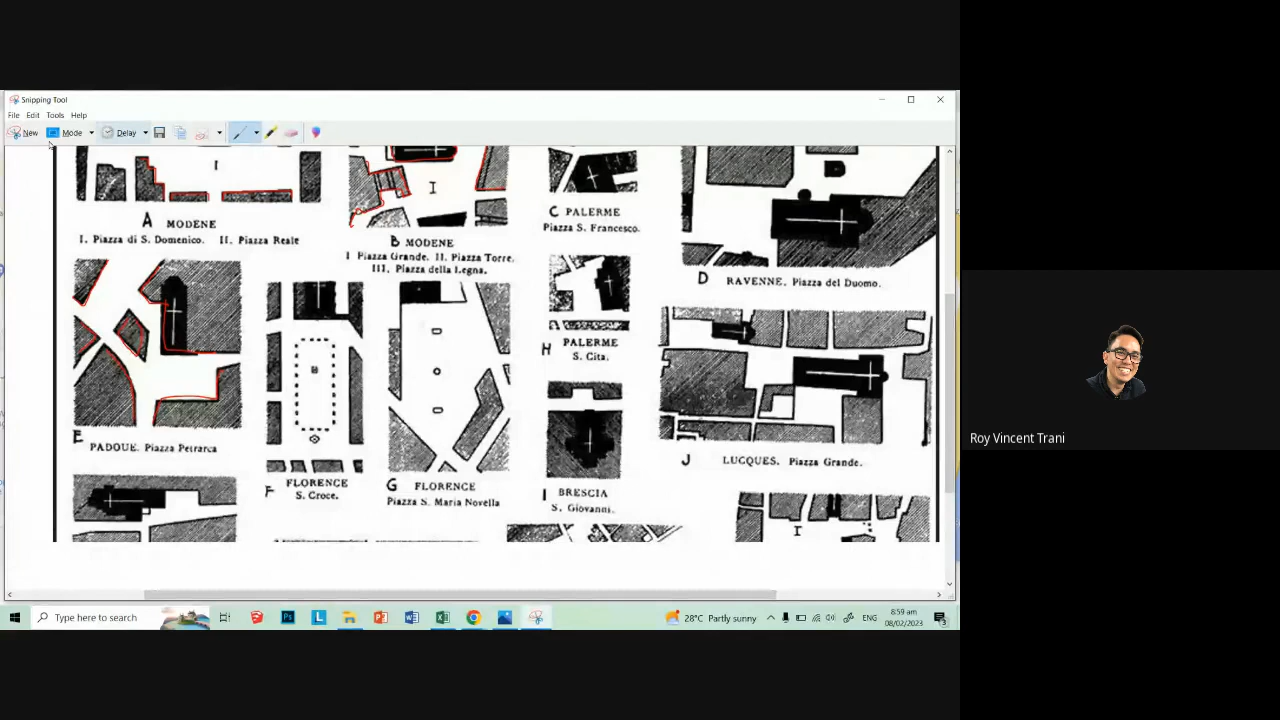 Snipping Tool
File Edit Tools Help
New Mode Delay
I
I
A MODENE
I. Piazza di S. Domenico. II. Piazza Reale
B MODENE
I Piazza Grande. II. Piazza Torre.
III. Piazza della Legna.
C PALERME
Piazza S. Francesco.
D RAVENNE. Piazza del Duomo.
E PADOUE. Piazza Petrarca
F FLORENCE
S. Croce.
G FLORENCE
Piazza S. Maria Novella
H PALERME
S. Cita.
I BRESCIA
S. Giovanni.
J LUCQUES. Piazza Grande.
I
Type here to search
28°C Partly sunny
ENG
8:59 am
08/02/2023
3
Roy Vincent Trani